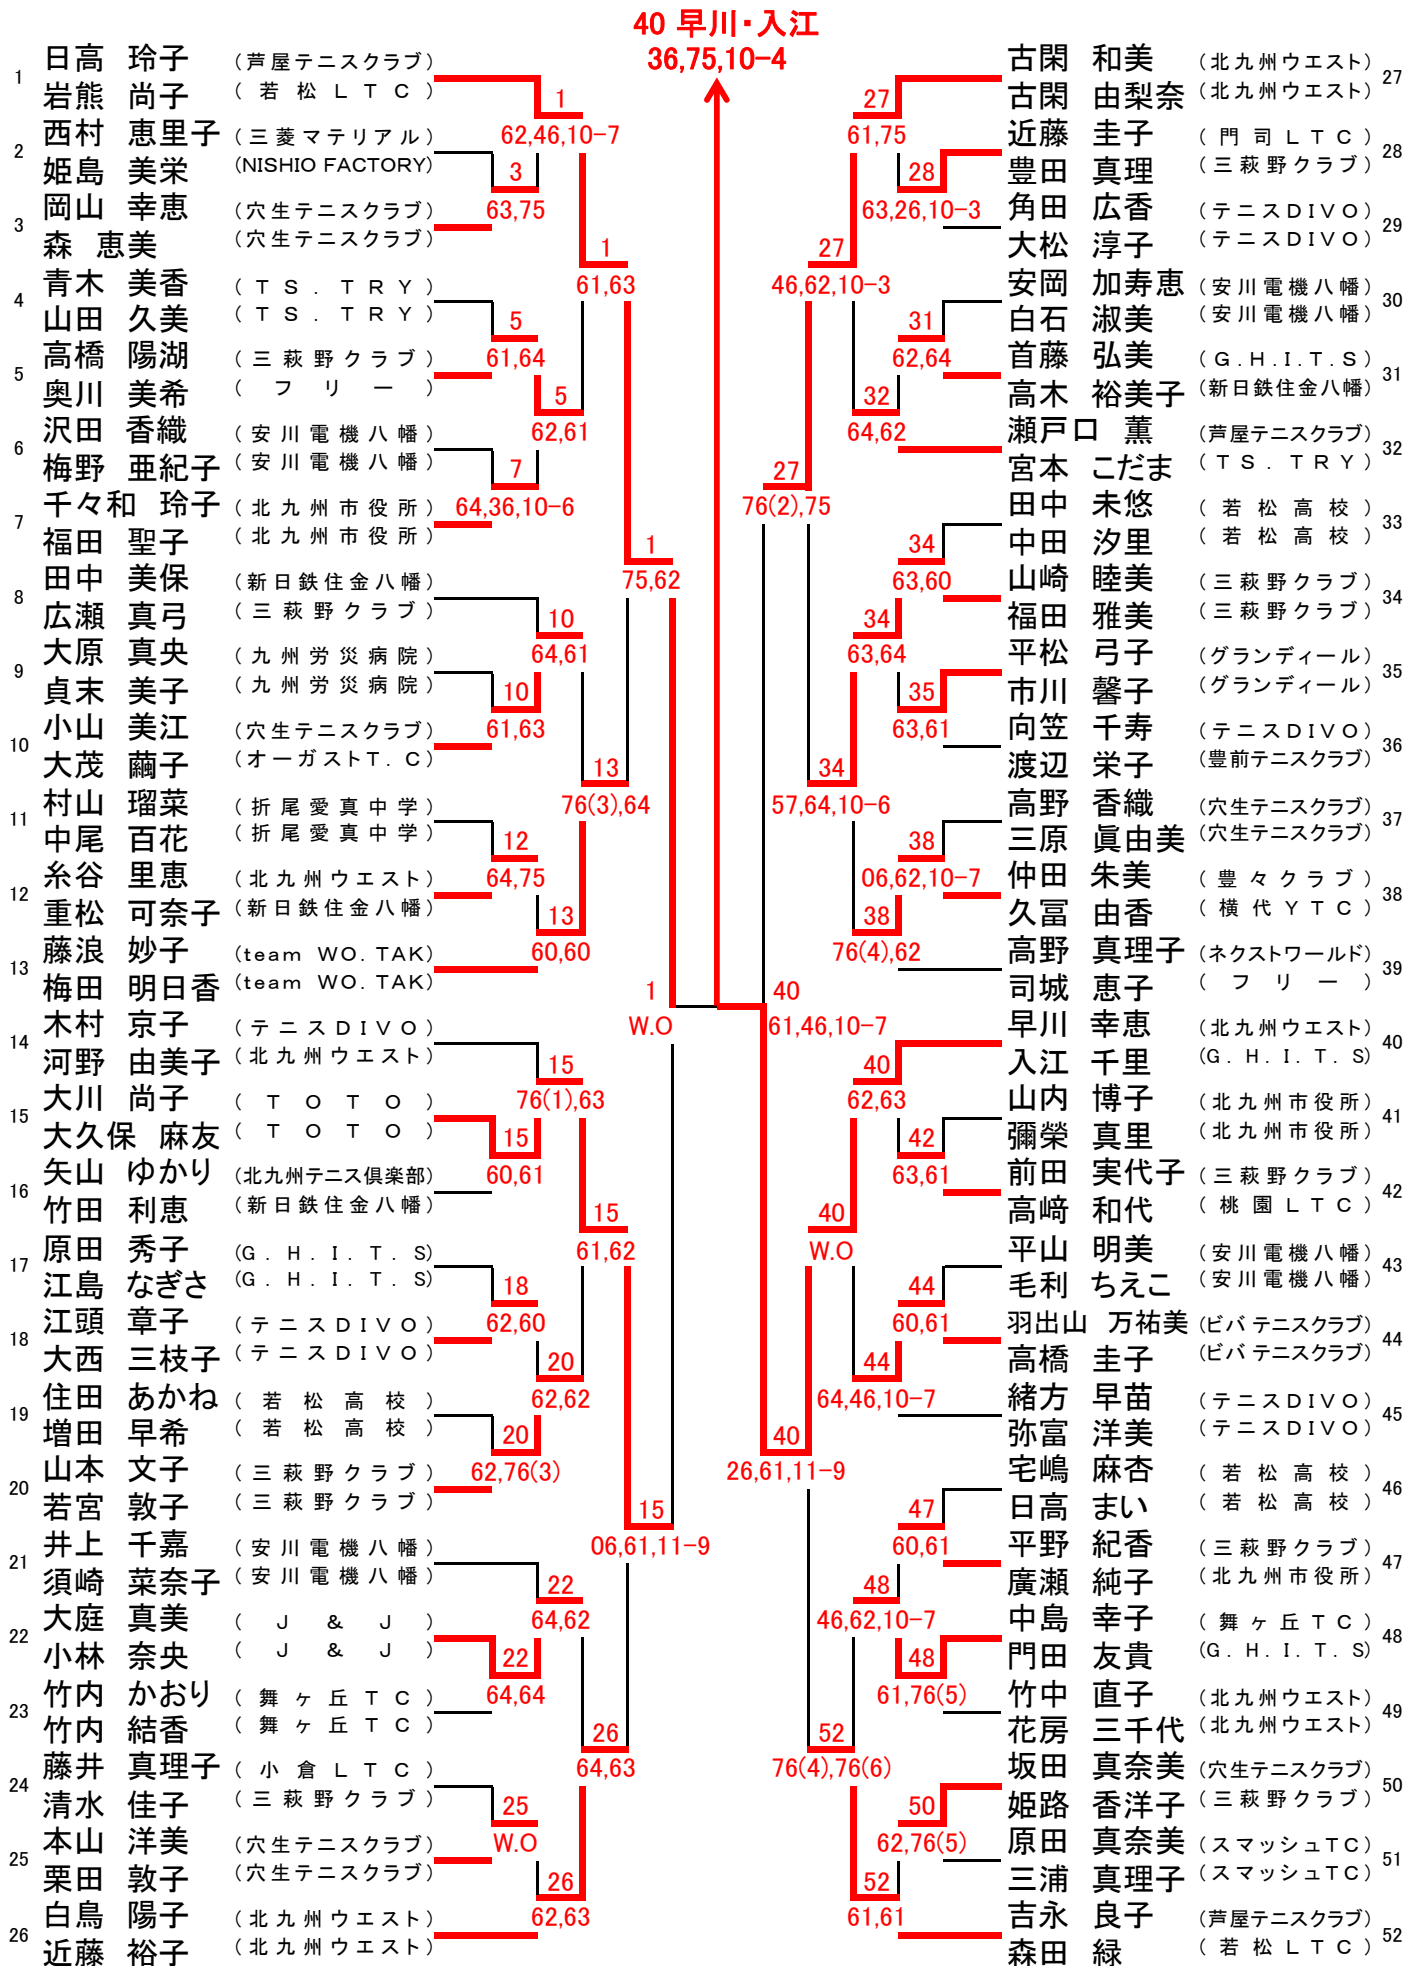 40 早川・入江
36,75,10-4
1 日高 玲子 (芦屋テニスクラブ)
岩熊 尚子 (若松LTC)
2 西村 恵里子 (三菱マテリアル)
姫島 美栄 (NISHIO FACTORY)
3 岡山 幸恵 (穴生テニスクラブ)
森 恵美 (穴生テニスクラブ)
4 青木 美香 (TS.TRY)
山田 久美 (TS.TRY)
5 高橋 陽湖 (三萩野クラブ)
奥川 美希 (フリー)
6 沢田 香織 (安川電機八幡)
梅野 亜紀子 (安川電機八幡)
7 千々和 玲子 (北九州市役所)
福田 聖子 (北九州市役所)
8 田中 美保 (新日鉄住金八幡)
広瀬 真弓 (三萩野クラブ)
9 大原 真央 (九州労災病院)
貞末 美子 (九州労災病院)
10 小山 美江 (穴生テニスクラブ)
大茂 繭子 (オーガストT.C)
11 村山 瑠菜 (折尾愛真中学)
中尾 百花 (折尾愛真中学)
12 糸谷 里恵 (北九州ウエスト)
重松 可奈子 (新日鉄住金八幡)
13 藤浪 妙子 (team WO.TAK)
梅田 明日香 (team WO.TAK)
14 木村 京子 (テニスDIVO)
河野 由美子 (北九州ウエスト)
15 大川 尚子 (TOTO)
大久保 麻友 (TOTO)
16 矢山 ゆかり (北九州テニス倶楽部)
竹田 利恵 (新日鉄住金八幡)
17 原田 秀子 (G.H.I.T.S)
江島 なぎさ (G.H.I.T.S)
18 江頭 章子 (テニスDIVO)
大西 三枝子 (テニスDIVO)
19 住田 あかね (若松高校)
増田 早希 (若松高校)
20 山本 文子 (三萩野クラブ)
若宮 敦子 (三萩野クラブ)
21 井上 千嘉 (安川電機八幡)
須崎 菜奈子 (安川電機八幡)
22 大庭 真美 (J & J)
小林 奈央 (J & J)
23 竹内 かおり (舞ヶ丘TC)
竹内 結香 (舞ヶ丘TC)
24 藤井 真理子 (小倉LTC)
清水 佳子 (三萩野クラブ)
25 本山 洋美 (穴生テニスクラブ)
栗田 敦子 (穴生テニスクラブ)
26 白鳥 陽子 (北九州ウエスト)
近藤 裕子 (北九州ウエスト)
1
62,46,10-7
3
63,75
1
61,63
5
61,64
5
62,61
7
64,36,10-6
1
75,62
10
64,61
10
61,63
13
76(3),64
12
64,75
13
60,60
1
W.O
15
76(1),63
15
60,61
15
61,62
18
62,60
20
62,62
20
62,76(3)
15
06,61,11-9
22
64,62
22
64,64
26
64,63
25
W.O
26
62,63
27
61,75
28
63,26,10-3
27
46,62,10-3
31
62,64
32
64,62
27
76(2),75
34
63,60
34
63,64
35
63,61
34
57,64,10-6
38
06,62,10-7
38
76(4),62
40
61,46,10-7
40
62,63
42
63,61
40
W.O
44
60,61
44
64,46,10-7
40
26,61,11-9
47
60,61
48
46,62,10-7
48
61,76(5)
52
76(4),76(6)
50
62,76(5)
52
61,61
古閑 和美 (北九州ウエスト) 27
古閑 由梨奈 (北九州ウエスト)
近藤 圭子 (門司LTC) 28
豊田 真理 (三萩野クラブ)
角田 広香 (テニスDIVO) 29
大松 淳子 (テニスDIVO)
安岡 加寿恵 (安川電機八幡) 30
白石 淑美 (安川電機八幡)
首藤 弘美 (G.H.I.T.S) 31
高木 裕美子 (新日鉄住金八幡)
瀬戸口 薫 (芦屋テニスクラブ) 32
宮本 こだま (TS.TRY)
田中 未悠 (若松高校) 33
中田 汐里 (若松高校)
山崎 睦美 (三萩野クラブ) 34
福田 雅美 (三萩野クラブ)
平松 弓子 (グランディール) 35
市川 馨子 (グランディール)
向笠 千寿 (テニスDIVO) 36
渡辺 栄子 (豊前テニスクラブ)
高野 香織 (穴生テニスクラブ) 37
三原 眞由美 (穴生テニスクラブ)
仲田 朱美 (豊々クラブ) 38
久冨 由香 (横代YTC)
高野 真理子 (ネクストワールド) 39
司城 恵子 (フリー)
早川 幸恵 (北九州ウエスト) 40
入江 千里 (G.H.I.T.S)
山内 博子 (北九州市役所) 41
彌榮 真里 (北九州市役所)
前田 実代子 (三萩野クラブ) 42
高﨑 和代 (桃園LTC)
平山 明美 (安川電機八幡) 43
毛利 ちえこ (安川電機八幡)
羽出山 万祐美 (ビバテニスクラブ) 44
高橋 圭子 (ビバテニスクラブ)
緒方 早苗 (テニスDIVO) 45
弥富 洋美 (テニスDIVO)
宅嶋 麻杏 (若松高校) 46
日高 まい (若松高校)
平野 紀香 (三萩野クラブ) 47
廣瀬 純子 (北九州市役所)
中島 幸子 (舞ヶ丘TC) 48
門田 友貴 (G.H.I.T.S)
竹中 直子 (北九州ウエスト) 49
花房 三千代 (北九州ウエスト)
坂田 真奈美 (穴生テニスクラブ) 50
姫路 香洋子 (三萩野クラブ)
原田 真奈美 (スマッシュTC) 51
三浦 真理子 (スマッシュTC)
吉永 良子 (芦屋テニスクラブ) 52
森田 緑 (若松LTC)